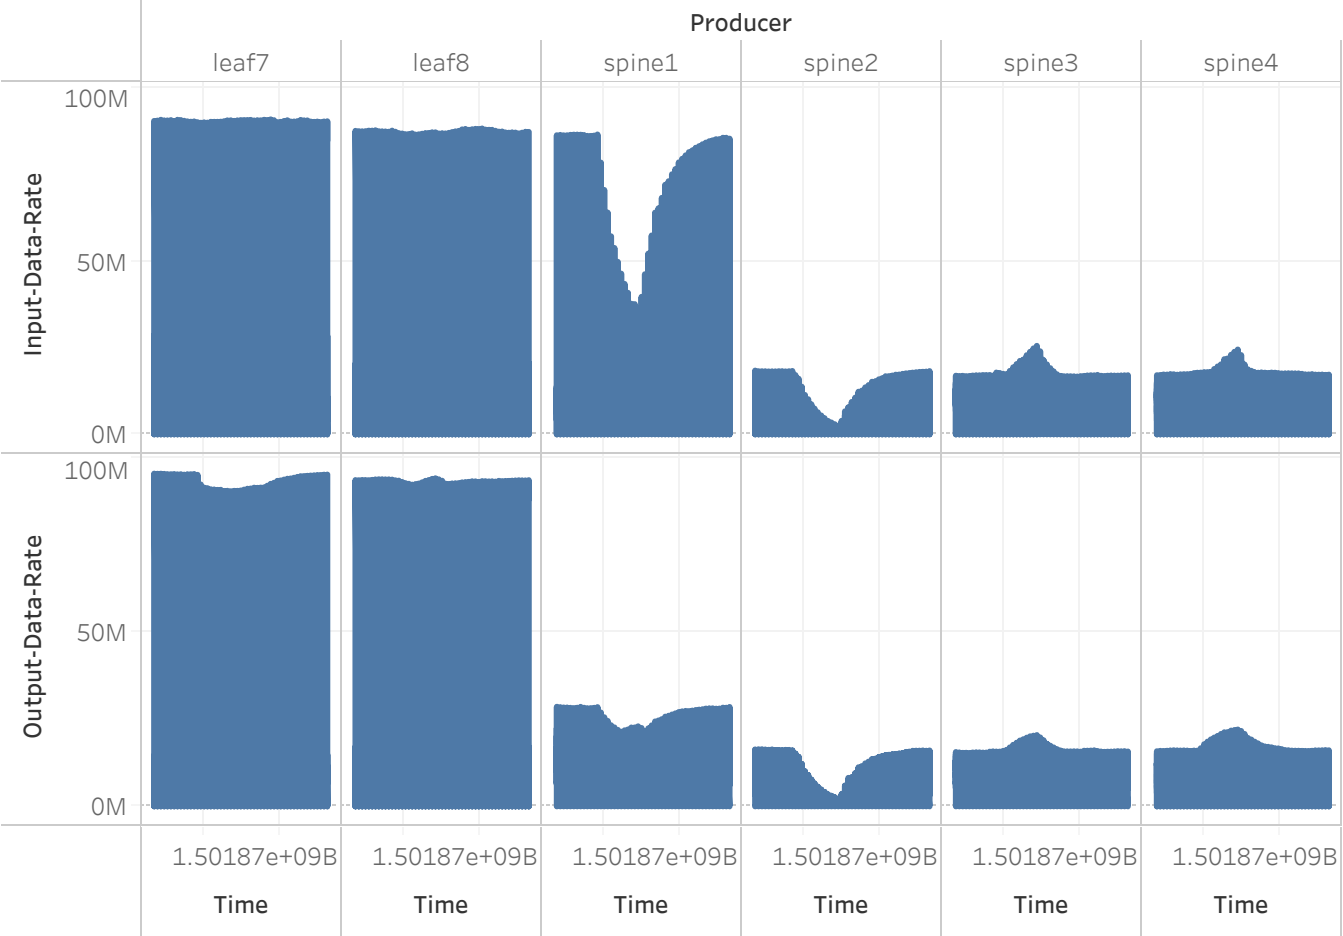 Producer
leaf7 leaf8 spine1 spine2 spine3 spine4
100M
Input-Data-Rate
50M
0M
100M
Output-Data-Rate
50M
0M
1.50187e+09B 1.50187e+09B 1.50187e+09B 1.50187e+09B 1.50187e+09B 1.50187e+09B
Time Time Time Time Time Time